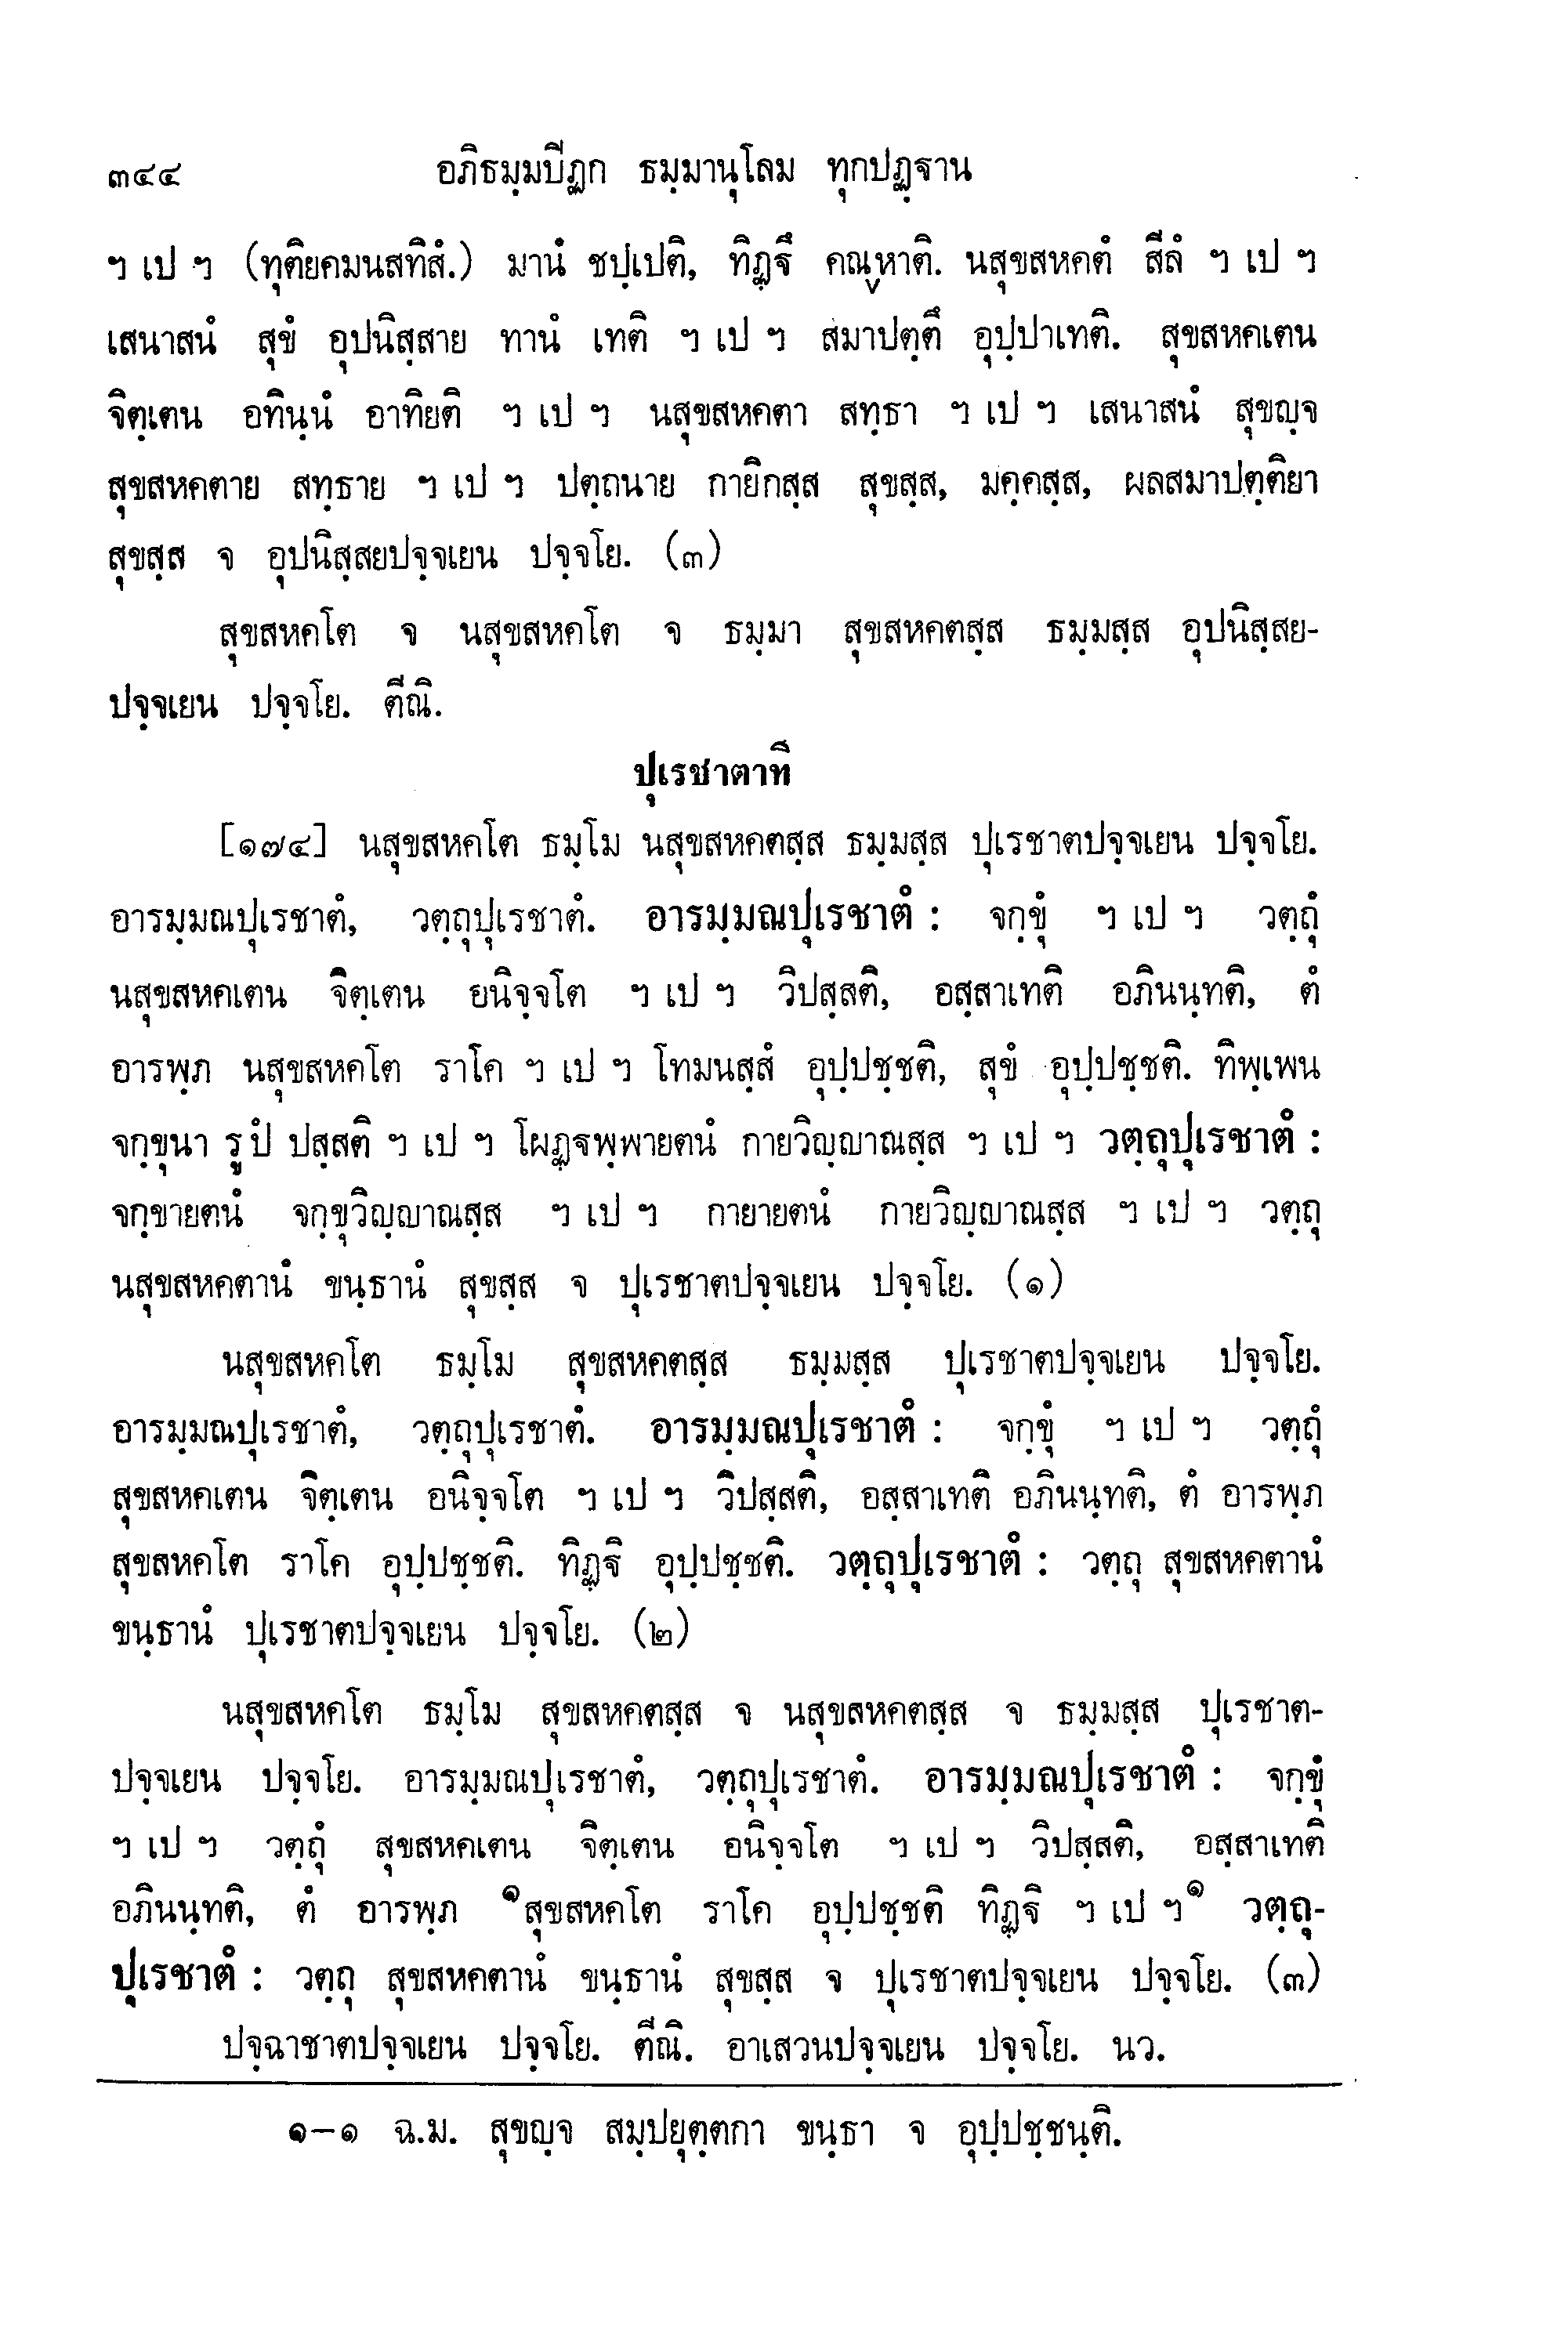 ๓๔๔ อภิธมฺมปีฏก ธมฺมานุโลม ทุกปฏฺฐาน
ฯ เป ฯ (ทุติยคมนสทิสํ.) มานํ ชปฺเปติ, ทิฏฺฐึ คณฺหาติ. นสุขสหคตํ สีลํ ฯ เป ฯ
เสนาสนํ สุขํ อุปนิสฺสาย ทานํ เทติ ฯ เป ฯ สมาปตฺตึ อุปฺปาเทติ. สุขสหคเตน
จิตฺเตน อทินฺนํ อาทิยติ ฯ เป ฯ นสุขสหคตา สทฺธา ฯ เป ฯ เสนาสนํ สุขญฺจ
สุขสหคตาย สทฺธาย ฯ เป ฯ ปตฺถนาย กายิกสฺส สุขสฺส, มคฺคสฺส, ผลสมาปตฺติยา
สุขสฺส จ อุปนิสฺสยปจฺจเยน ปจฺจโย. (๓)
สุขสหคโต จ นสุขสหคโต จ ธมฺมา สุขสหคตสฺส ธมฺมสฺส อุปนิสฺสย-
ปจฺจเยน ปจฺจโย. ตีณิ.
ปุเรชาตาทิ
[๑๗๔] นสุขสหคโต ธมฺโม นสุขสหคตสฺส ธมฺมสฺส ปุเรชาตปจฺจเยน ปจฺจโย.
อารมฺมณปุเรชาตํ, วตฺถุปุเรชาตํ. อารมฺมณปุเรชาตํ : จกฺขุํ ฯ เป ฯ วตฺถุํ
นสุขสหคเตน จิตฺเตน อนิจฺจโต ฯ เป ฯ วิปสฺสติ, อสฺสาเทติ อภินนฺทติ, ตํ
อารพฺภ นสุขสหคโต ราโค ฯ เป ฯ โทมนสฺสํ อุปฺปชฺชติ, สุขํ อุปฺปชฺชติ. ทิพฺเพน
จกฺขุนา รูปํ ปสฺสติ ฯ เป ฯ โผฏฺฐพฺพายตนํ กายวิญฺญาณสฺส ฯ เป ฯ วตฺถุปุเรชาตํ :
จกฺขายตนํ จกฺขุวิญฺญาณสฺส ฯ เป ฯ กายายตนํ กายวิญฺญาณสฺส ฯ เป ฯ วตฺถุ
นสุขสหคตานํ ขนฺธานํ สุขสฺส จ ปุเรชาตปจฺจเยน ปจฺจโย. (๑)
นสุขสหคโต ธมฺโม สุขสหคตสฺส ธมฺมสฺส ปุเรชาตปจฺจเยน ปจฺจโย.
อารมฺมณปุเรชาตํ, วตฺถุปุเรชาตํ. อารมฺมณปุเรชาตํ : จกฺขุํ ฯ เป ฯ วตฺถุํ
สุขสหคเตน จิตฺเตน อนิจฺจโต ฯ เป ฯ วิปสฺสติ, อสฺสาเทติ อภินนฺทติ, ตํ อารพฺภ
สุขสหคโต ราโค อุปฺปชฺชติ. ทิฏฺฐิ อุปฺปชฺชติ. วตฺถุปุเรชาตํ : วตฺถุ สุขสหคตานํ
ขนฺธานํ ปุเรชาตปจฺจเยน ปจฺจโย. (๒)
นสุขสหคโต ธมฺโม สุขสหคตสฺส จ นสุขสหคตสฺส จ ธมฺมสฺส ปุเรชาต-
ปจฺจเยน ปจฺจโย. อารมฺมณปุเรชาตํ, วตฺถุปุเรชาตํ. อารมฺมณปุเรชาตํ : จกฺขุํ
ฯ เป ฯ วตฺถุํ สุขสหคเตน จิตฺเตน อนิจฺจโต ฯ เป ฯ วิปสฺสติ, อสฺสาเทติ
อภินนฺทติ, ตํ อารพฺภ ๑สุขสหคโต ราโค อุปฺปชฺชติ ทิฏฺฐิ ฯ เป ฯ๑ วตฺถุ-
ปุเรชาตํ : วตฺถุ สุขสหคตานํ ขนฺธานํ สุขสฺส จ ปุเรชาตปจฺจเยน ปจฺจโย. (๓)
ปจฺฉาชาตปจฺจเยน ปจฺจโย. ตีณิ. อาเสวนปจฺจเยน ปจฺจโย. นว.
๑–๑ ฉ.ม. สุขญฺจ สมฺปยุตฺตกา ขนฺธา จ อุปฺปชฺชนฺติ.